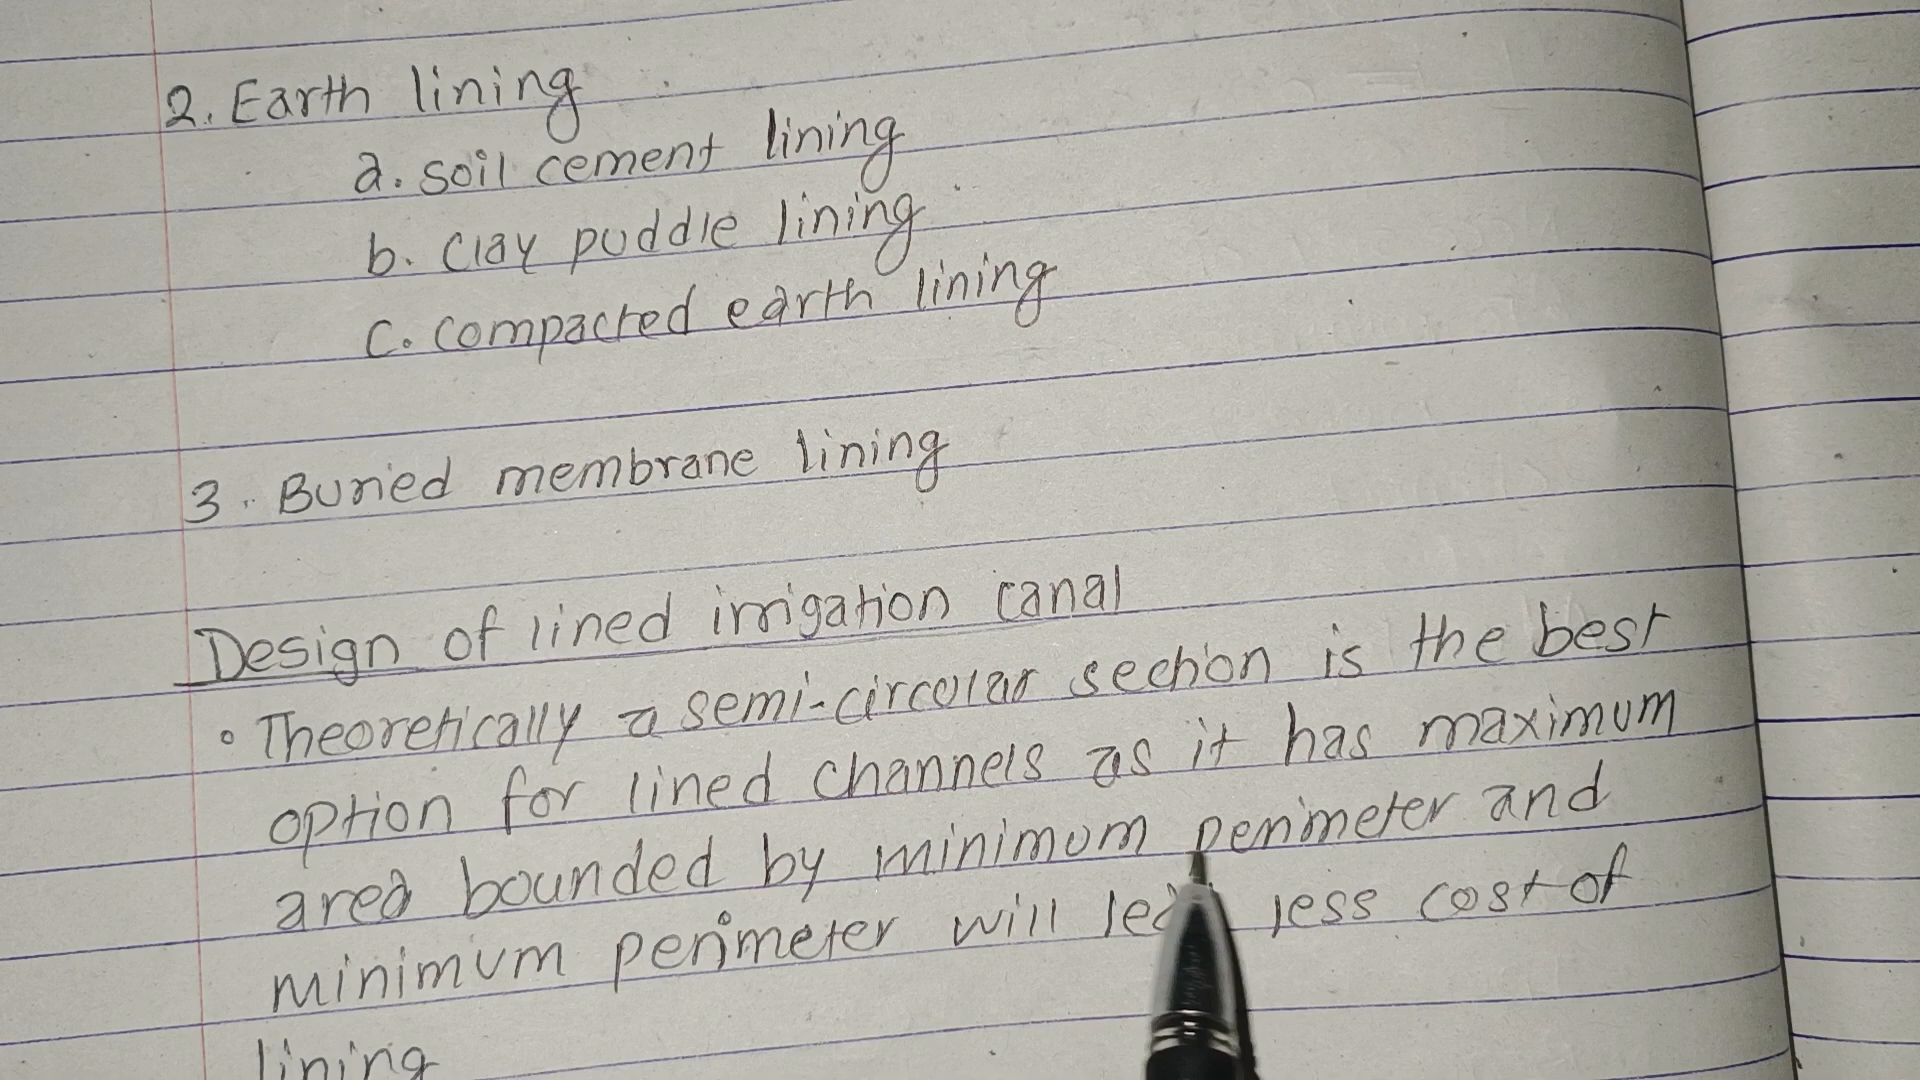 2. Earth lining
a. soil cement lining
b. Clay puddle lining
c. compacted earth lining
3. Buried membrane lining
Design of lined irrigation canal
• Theoretically a semi-circular section is the best
option for lined channels as it has maximum
area bounded by minimum perimeter and
minimum perimeter will less cost of
lining